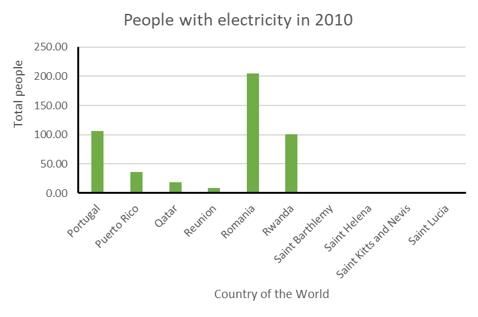 People with electricity in 2010
Total people
250.00
200.00
150.00
100.00
50.00
0.00
Portugal
Puerto Rico
Qatar
Reunion
Romania
Rwanda
Saint Barthlemy
Saint Helena
Saint Kitts and Nevis
Saint Lucia
Country of the World